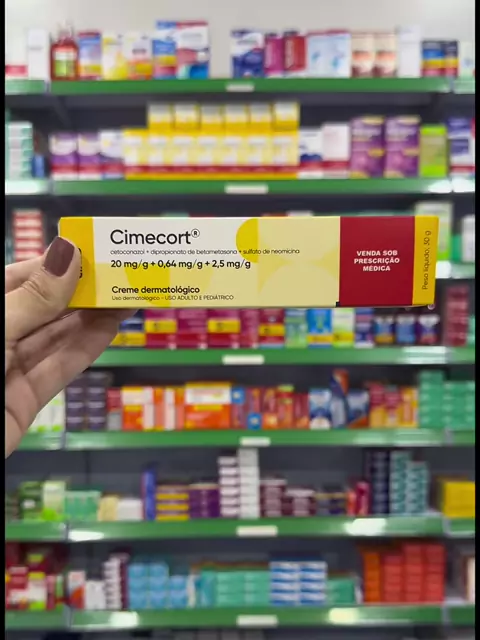 Cimecort®
cetoconazol + dipropionato de betametasona + sulfato de neomicina
20 mg/g + 0,64 mg/g + 2,5 mg/g
Creme dermatológico
Uso dermatológico - USO ADULTO E PEDIÁTRICO
VENDA SOB
PRESCRIÇÃO
MÉDICA
Peso líquido: 30 g